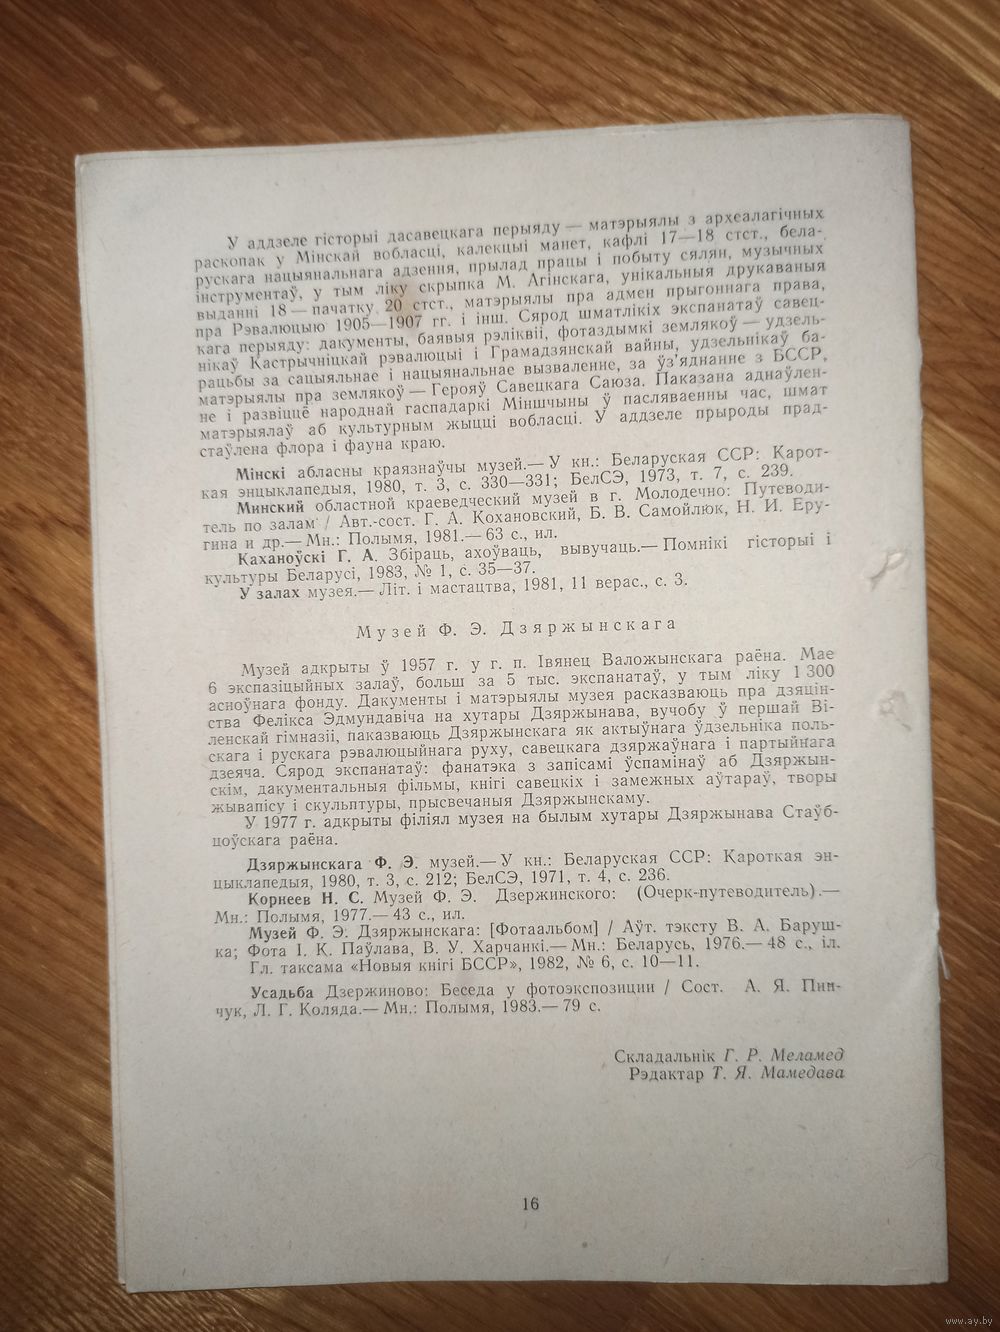 У аддзеле гісторыі дасавецкага перыяду — матэрыялы з археалагічных
раскопак у Мінскай вобласці, калекцыі манет, кафлі 17—18 стст., бела-
рускага нацыянальнага адзення, прылад працы і побыту сялян, музычных
інструментаў, у тым ліку скрыпка М. Агінскага, унікальныя друкаваныя
выданні 18 — пачатку 20 стст., матэрыялы пра адмен прыгоннага права,
пра Рэвалюцыю 1905—1907 гг. і інш. Сярод шматлікіх экспанатаў савец-
кага перыяду: дакументы, баявыя рэліквіі, фотаздымкі землякоў — удзель-
нікаў Кастрычніцкай рэвалюцыі і Грамадзянскай вайны, удзельнікаў ба-
рацьбы за сацыяльнае і нацыянальнае вызваленне, за ўз'яднанне з БССР,
матэрыялы пра землякоў — Герояў Савецкага Саюза. Паказана аднаўлен-
не і развіццё народнай гаспадаркі Міншчыны ў пасляваенны час, шмат
матэрыялаў аб культурным жыцці вобласці. У аддзеле прыроды прад-
стаўлена флора і фауна краю.
Мінскі абласны краязнаўчы музей.— У кн.: Беларуская ССР: Карот-
кая энцыклапедыя, 1980, т. 3, с. 330—331; БелСЭ, 1973, т. 7, с. 239.
Минский областной краеведческий музей в г. Молодечно: Путеводи-
тель по залам / Авт.-сост. Г. А. Кохановский, Б. В. Самойлюк, Н. И. Еру-
гина и др.— Мн.: Полымя, 1981.— 63 с., ил.
Каханоўскі Г. А. Збіраць, ахоўваць, вывучаць.— Помнікі гісторыі і
культуры Беларусі, 1983, № 1, с. 35—37.
У залах музея.— Літ. і мастацтва, 1981, 11 верас., с. 3.
Музей Ф. Э. Дзяржынскага
Музей адкрыты ў 1957 г. у г. п. Івянец Валожынскага раёна. Мае
6 экспазіцыйных залаў, больш за 5 тыс. экспанатаў, у тым ліку 1 300
асноўнага фонду. Дакументы і матэрыялы музея расказваюць пра дзяцін-
ства Фелікса Эдмундавіча на хутары Дзяржынава, вучобу ў першай Ві-
ленскай гімназіі, паказваюць Дзяржынскага як актыўнага ўдзельніка поль-
скага і рускага рэвалюцыйнага руху, савецкага дзяржаўнага і партыйнага
дзеяча. Сярод экспанатаў: фанатэка з запісамі ўспамінаў аб Дзяржын-
скім, дакументальныя фільмы, кнігі савецкіх і замежных аўтараў, творы
жывапісу і скульптуры, прысвечаныя Дзяржынскаму.
У 1977 г. адкрыты філіял музея на былым хутары Дзяржынава Стаўб-
цоўскага раёна.
Дзяржынскага Ф. Э. музей.— У кн.: Беларуская ССР: Кароткая эн-
цыклапедыя, 1980, т. 3, с. 212; БелСЭ, 1971, т. 4, с. 236.
Корнеев Н. С. Музей Ф. Э. Дзержинского: (Очерк-путеводитель).—
Мн.: Полымя, 1977.— 43 с., ил.
Музей Ф. Э. Дзяржынскага: [Фотаальбом] / Аўт. тэксту В. А. Баруш-
ка; Фота І. К. Паўлава, В. У. Харчанкі.— Мн.: Беларусь, 1976.— 48 с., іл.
Гл. таксама «Новыя кнігі БССР», 1982, № 6, с. 10—11.
Усадьба Дзержиново: Беседа у фотоэкспозиции / Сост. А. Я. Пин-
чук, Л. Г. Коляда.— Мн.: Полымя, 1983.— 79 с.
Складальнік Г. Р. Меламед
Рэдактар Т. Я. Мамедава
16
www.ay.by